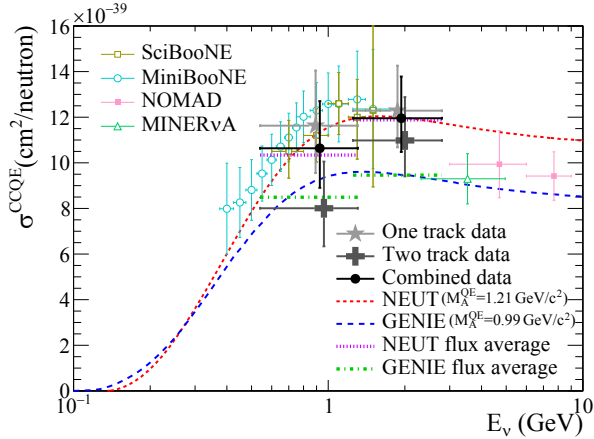 ×10⁻³⁹
16
14
12
10
8
6
4
2
0
σ^CCQE (cm²/neutron)
SciBooNE
MiniBooNE
NOMAD
MINERνA
One track data
Two track data
Combined data
NEUT (M_A^QE=1.21 GeV/c²)
GENIE (M_A^QE=0.99 GeV/c²)
NEUT flux average
GENIE flux average
10⁻¹ 1 10
E_ν (GeV)